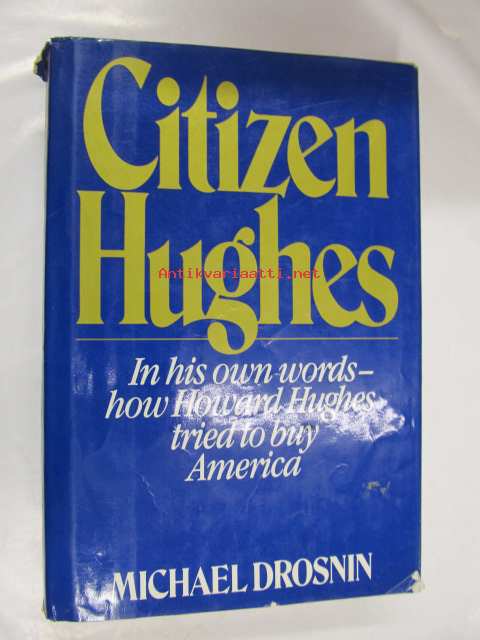 Citizen
Hughes
Antikvariaatti.net
In his own words–
how Howard Hughes
tried to buy
America
MICHAEL DROSNIN